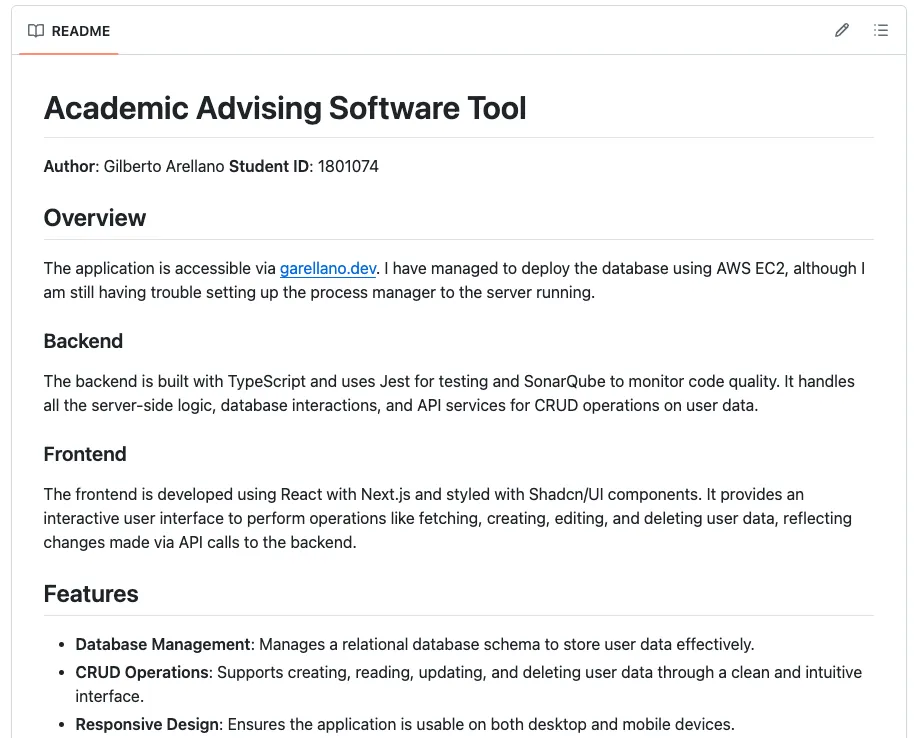 README
Academic Advising Software Tool
Author: Gilberto Arellano Student ID: 1801074
Overview
The application is accessible via garellano.dev. I have managed to deploy the database using AWS EC2, although I
am still having trouble setting up the process manager to the server running.
Backend
The backend is built with TypeScript and uses Jest for testing and SonarQube to monitor code quality. It handles
all the server-side logic, database interactions, and API services for CRUD operations on user data.
Frontend
The frontend is developed using React with Next.js and styled with Shadcn/UI components. It provides an
interactive user interface to perform operations like fetching, creating, editing, and deleting user data, reflecting
changes made via API calls to the backend.
Features
• Database Management: Manages a relational database schema to store user data effectively.
• CRUD Operations: Supports creating, reading, updating, and deleting user data through a clean and intuitive
interface.
• Responsive Design: Ensures the application is usable on both desktop and mobile devices.